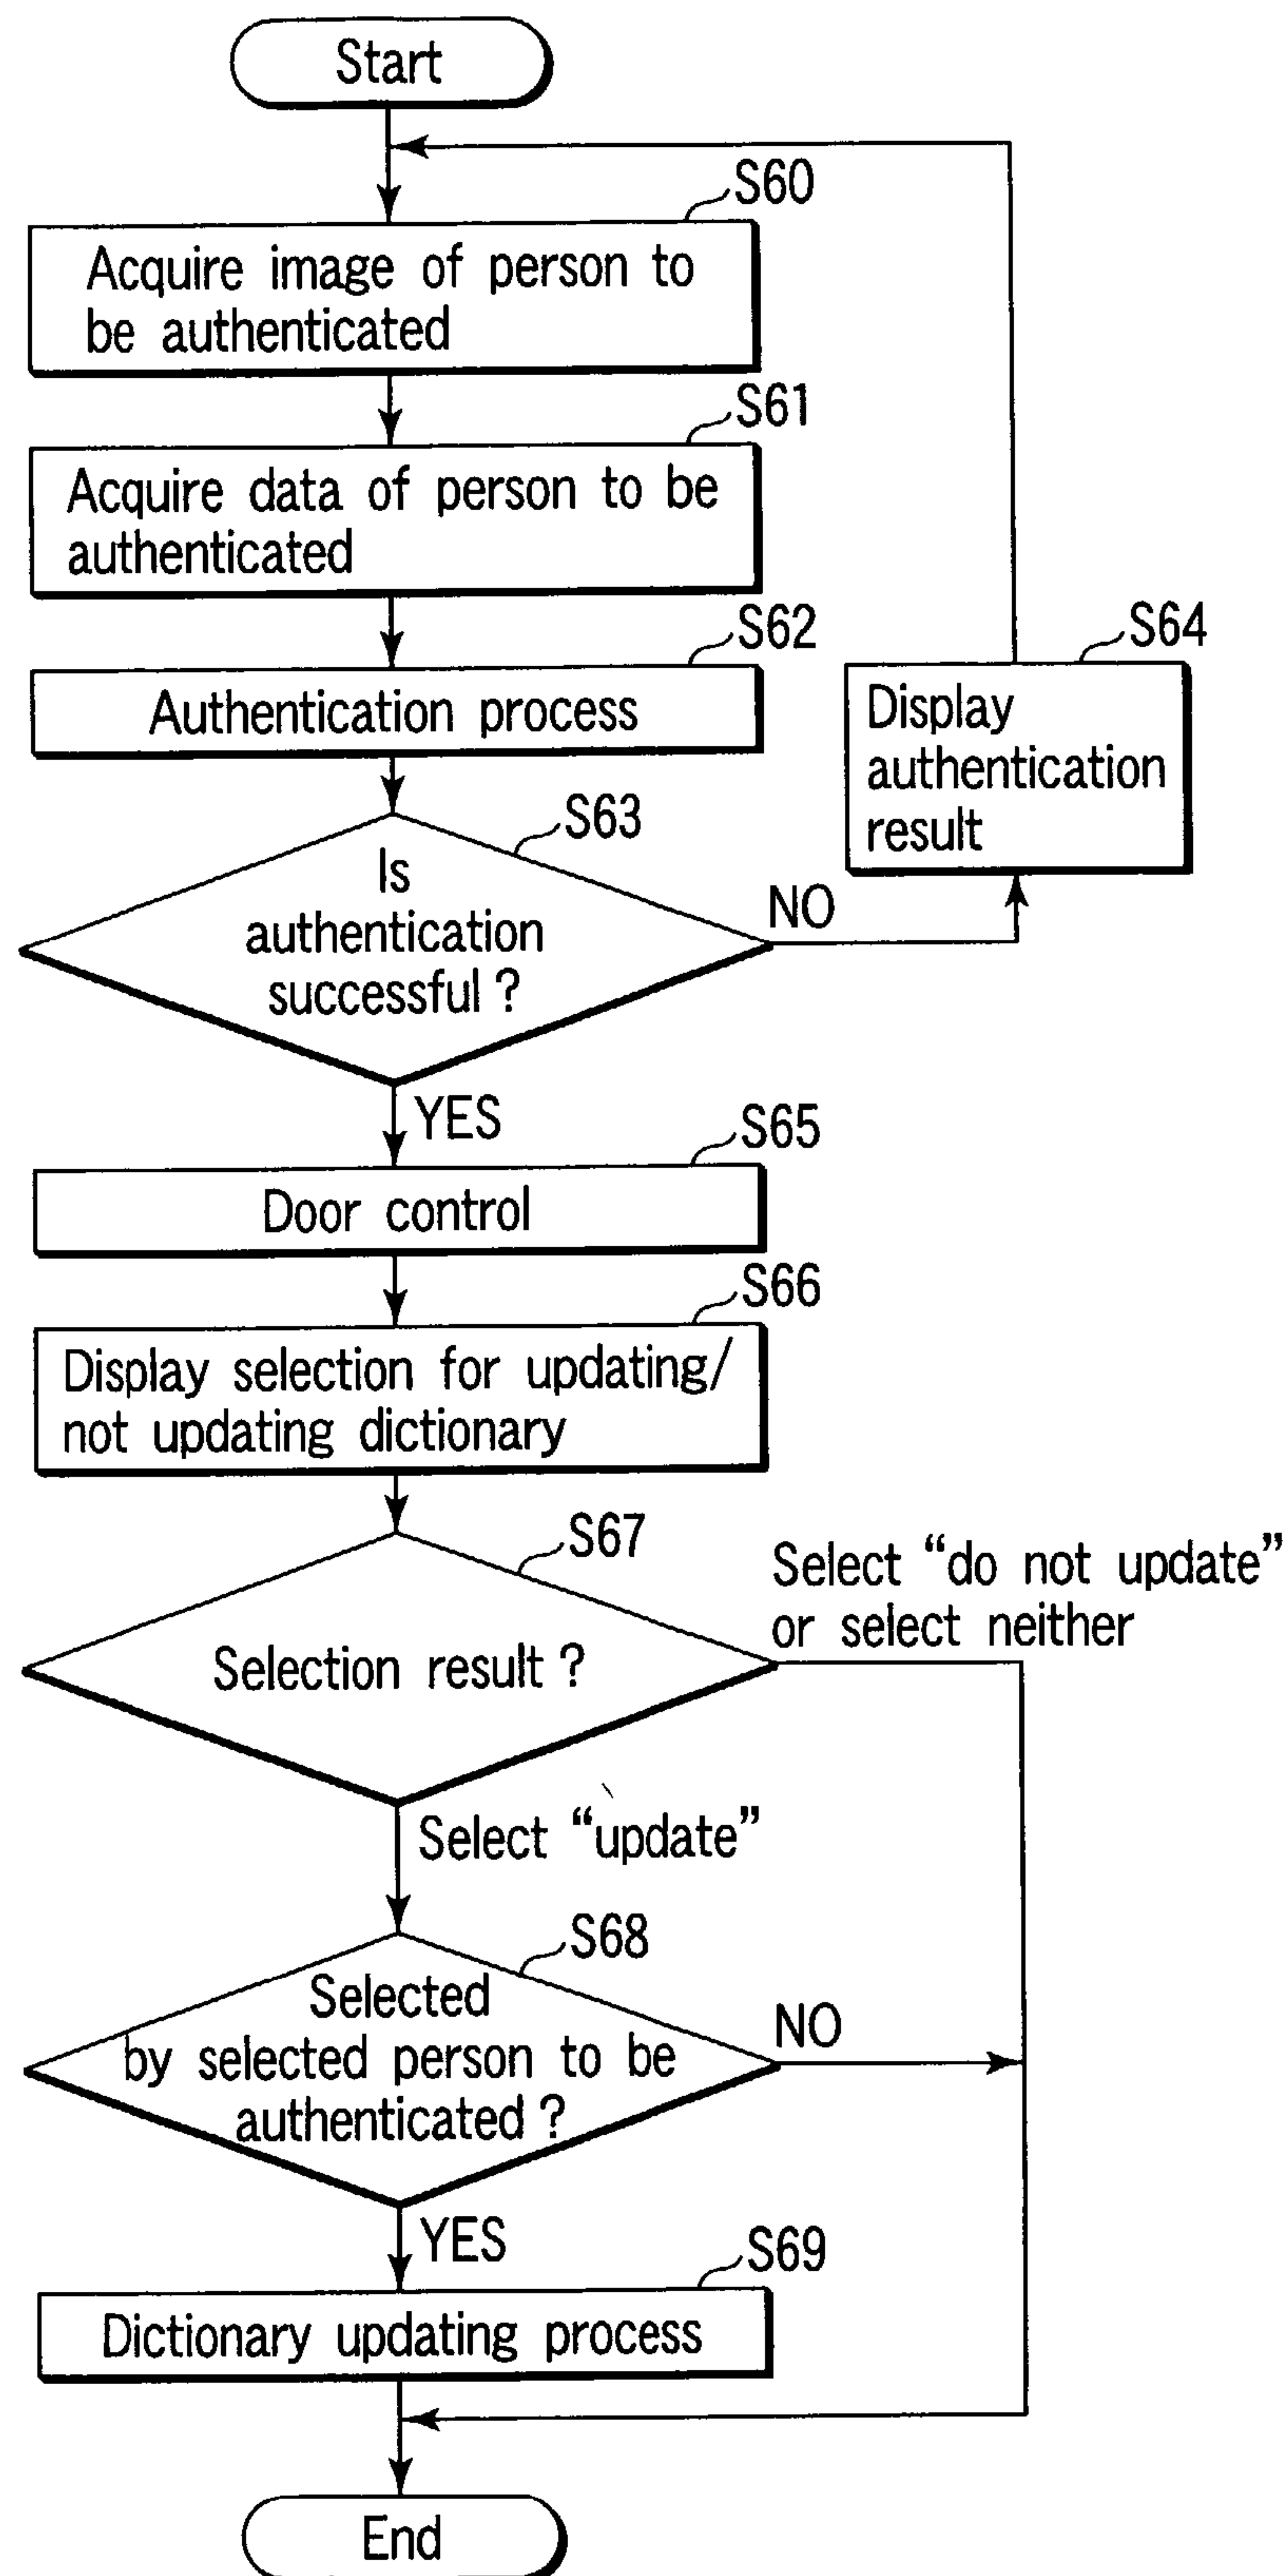 Start
S60
Acquire image of person to
be authenticated
S61
Acquire data of person to be
authenticated
S62
Authentication process
S64
Display
authentication
result
S63
Is
authentication
successful ?
NO
YES
S65
Door control
S66
Display selection for updating/
not updating dictionary
S67
Selection result ?
Select “do not update”
or select neither
Select “update”
S68
Selected
by selected person to be
authenticated ?
NO
YES
S69
Dictionary updating process
End